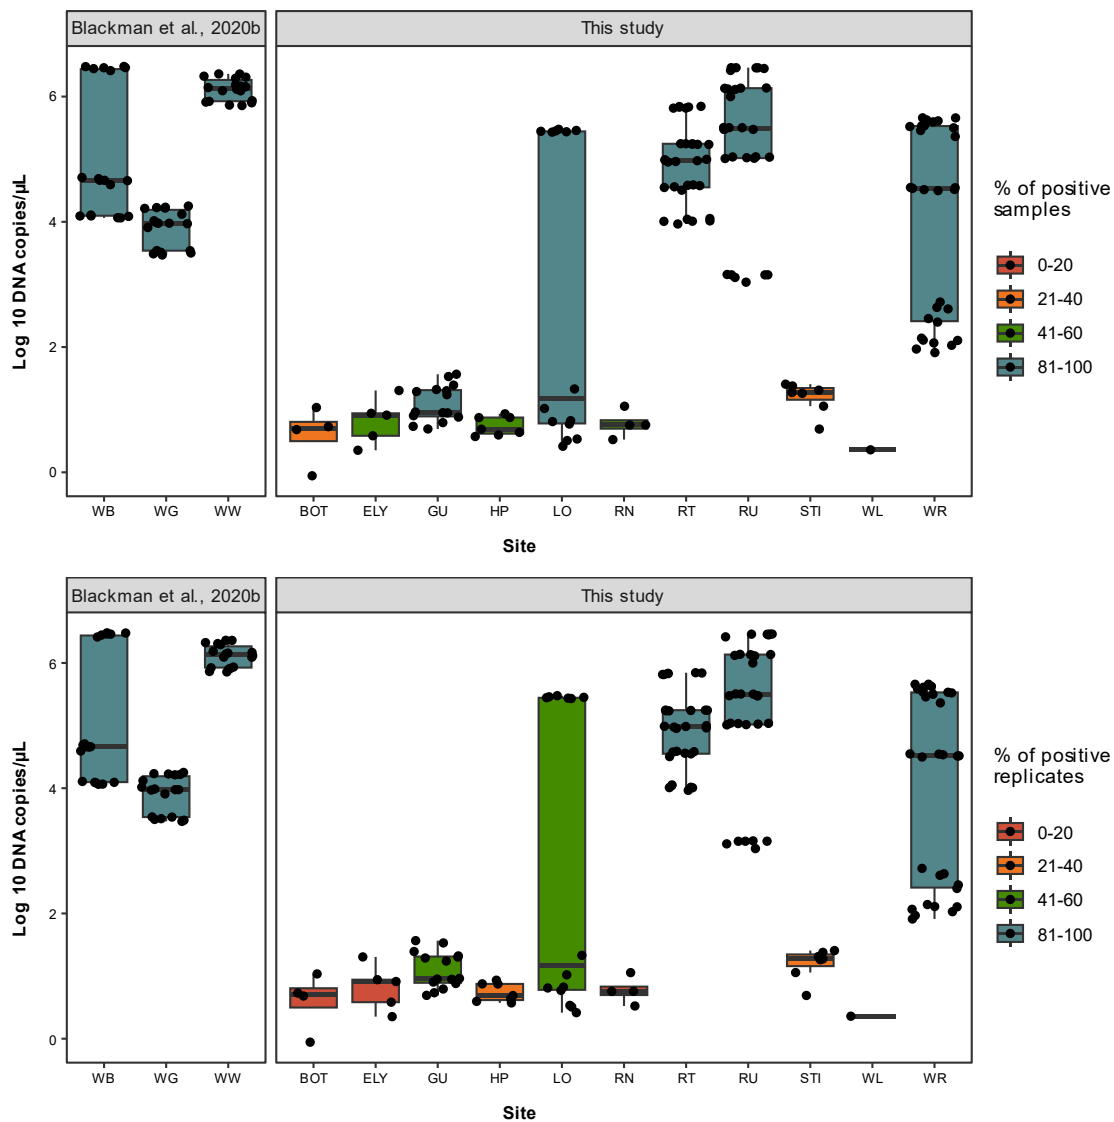 Blackman et al., 2020b
This study
Log 10 DNA copies/µL
6
4
2
0
WB
WG
WW
BOT
ELY
GU
HP
LO
RN
RT
RU
STI
WL
WR
Site
% of positive
samples
0-20
21-40
41-60
81-100
Blackman et al., 2020b
This study
Log 10 DNA copies/µL
6
4
2
0
WB
WG
WW
BOT
ELY
GU
HP
LO
RN
RT
RU
STI
WL
WR
Site
% of positive
replicates
0-20
21-40
41-60
81-100